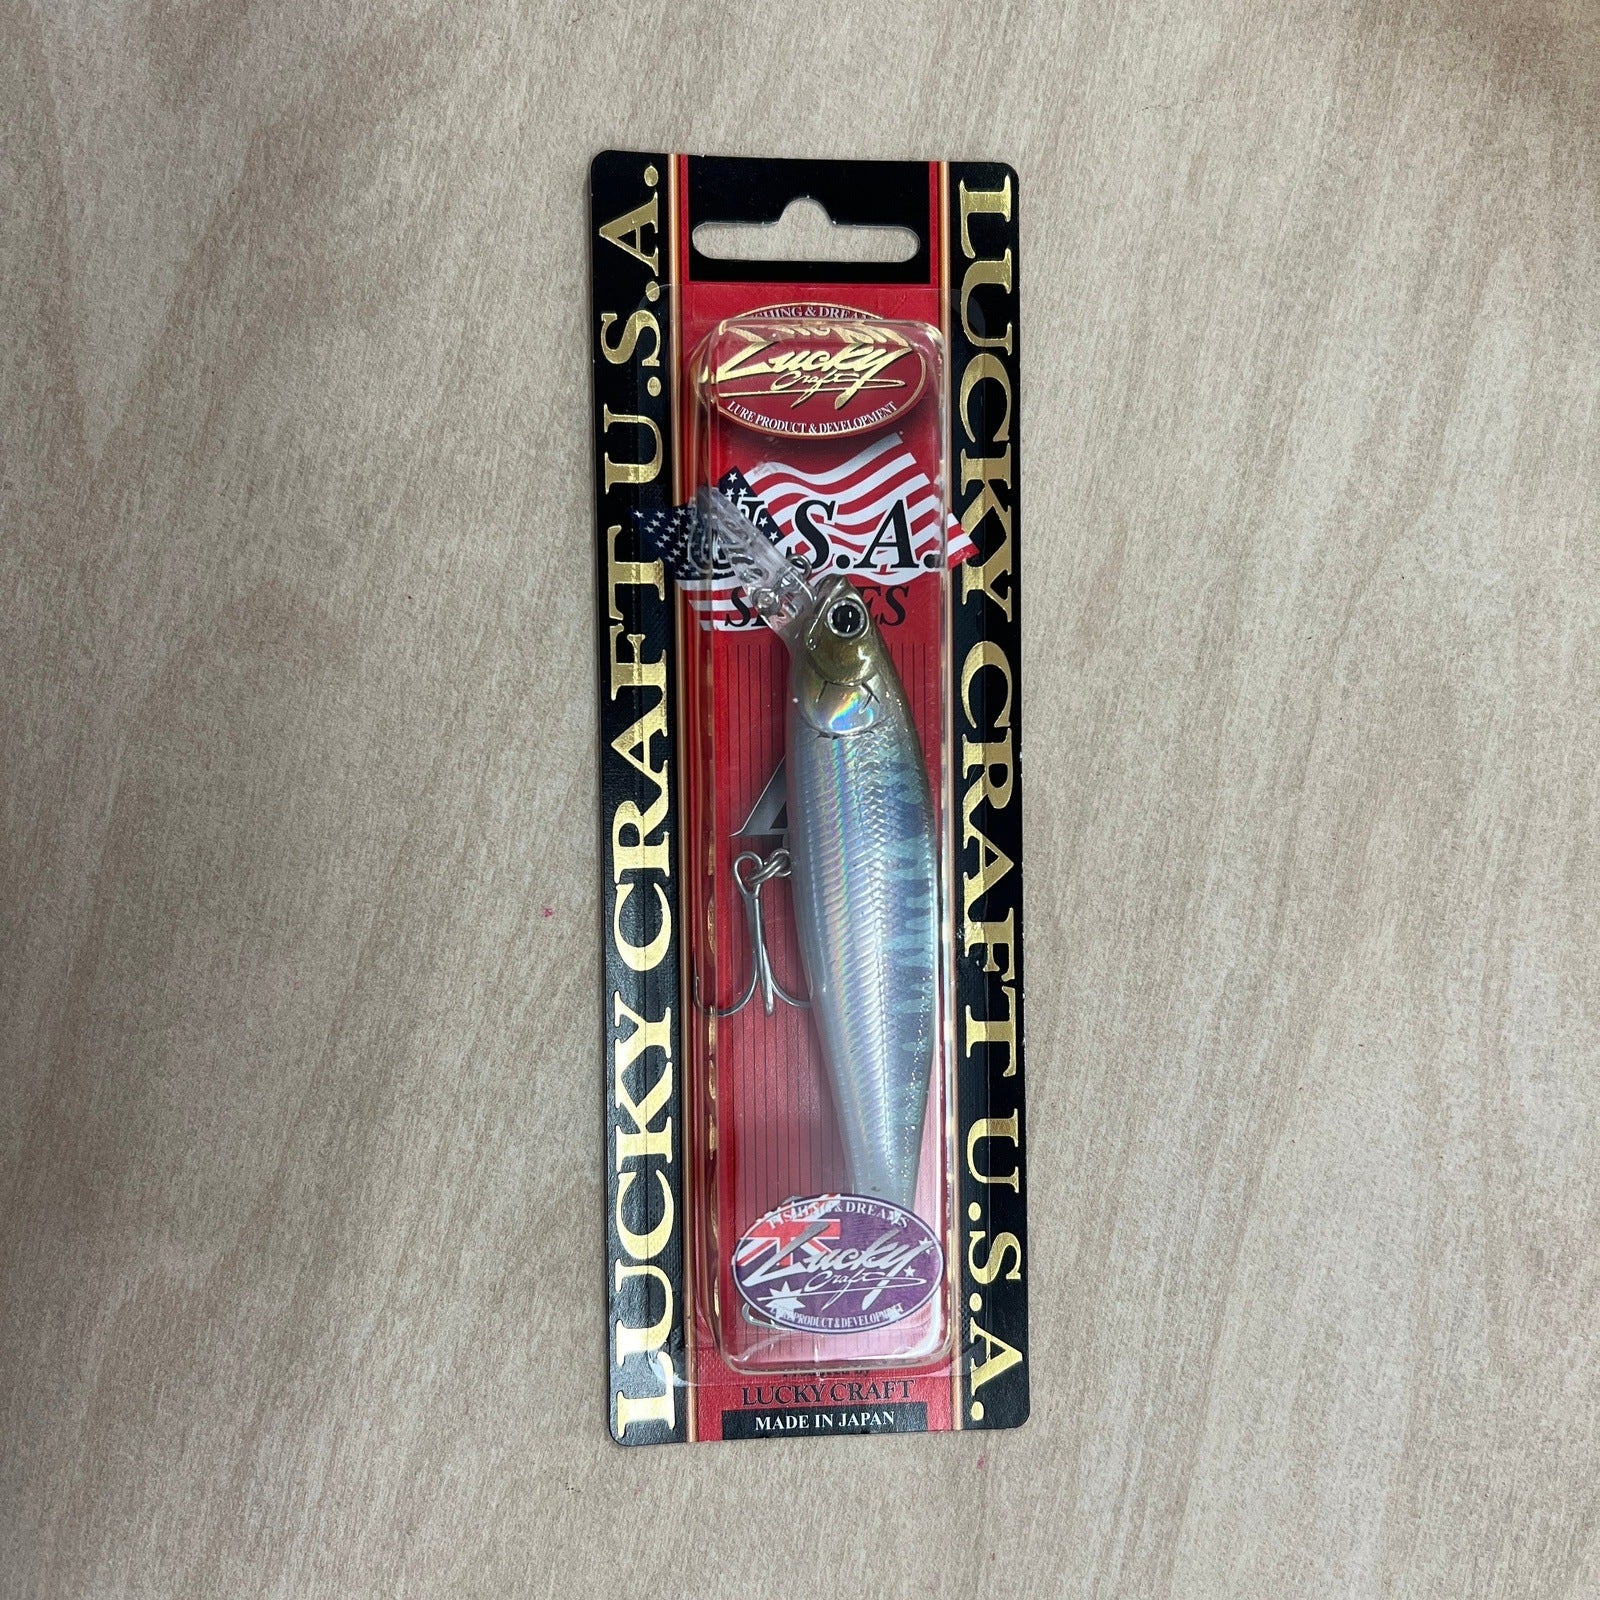 LUCKY CRAFT U.S.A.
LUCKY CRAFT U.S.A.
FISHING & DREAMS
Lucky
Craft
LURE PRODUCT & DEVELOPMENT
U.S.A.
SERIES
FISHING & DREAMS
Lucky
Craft
LURE PRODUCT & DEVELOPMENT
LUCKY CRAFT
MADE IN JAPAN